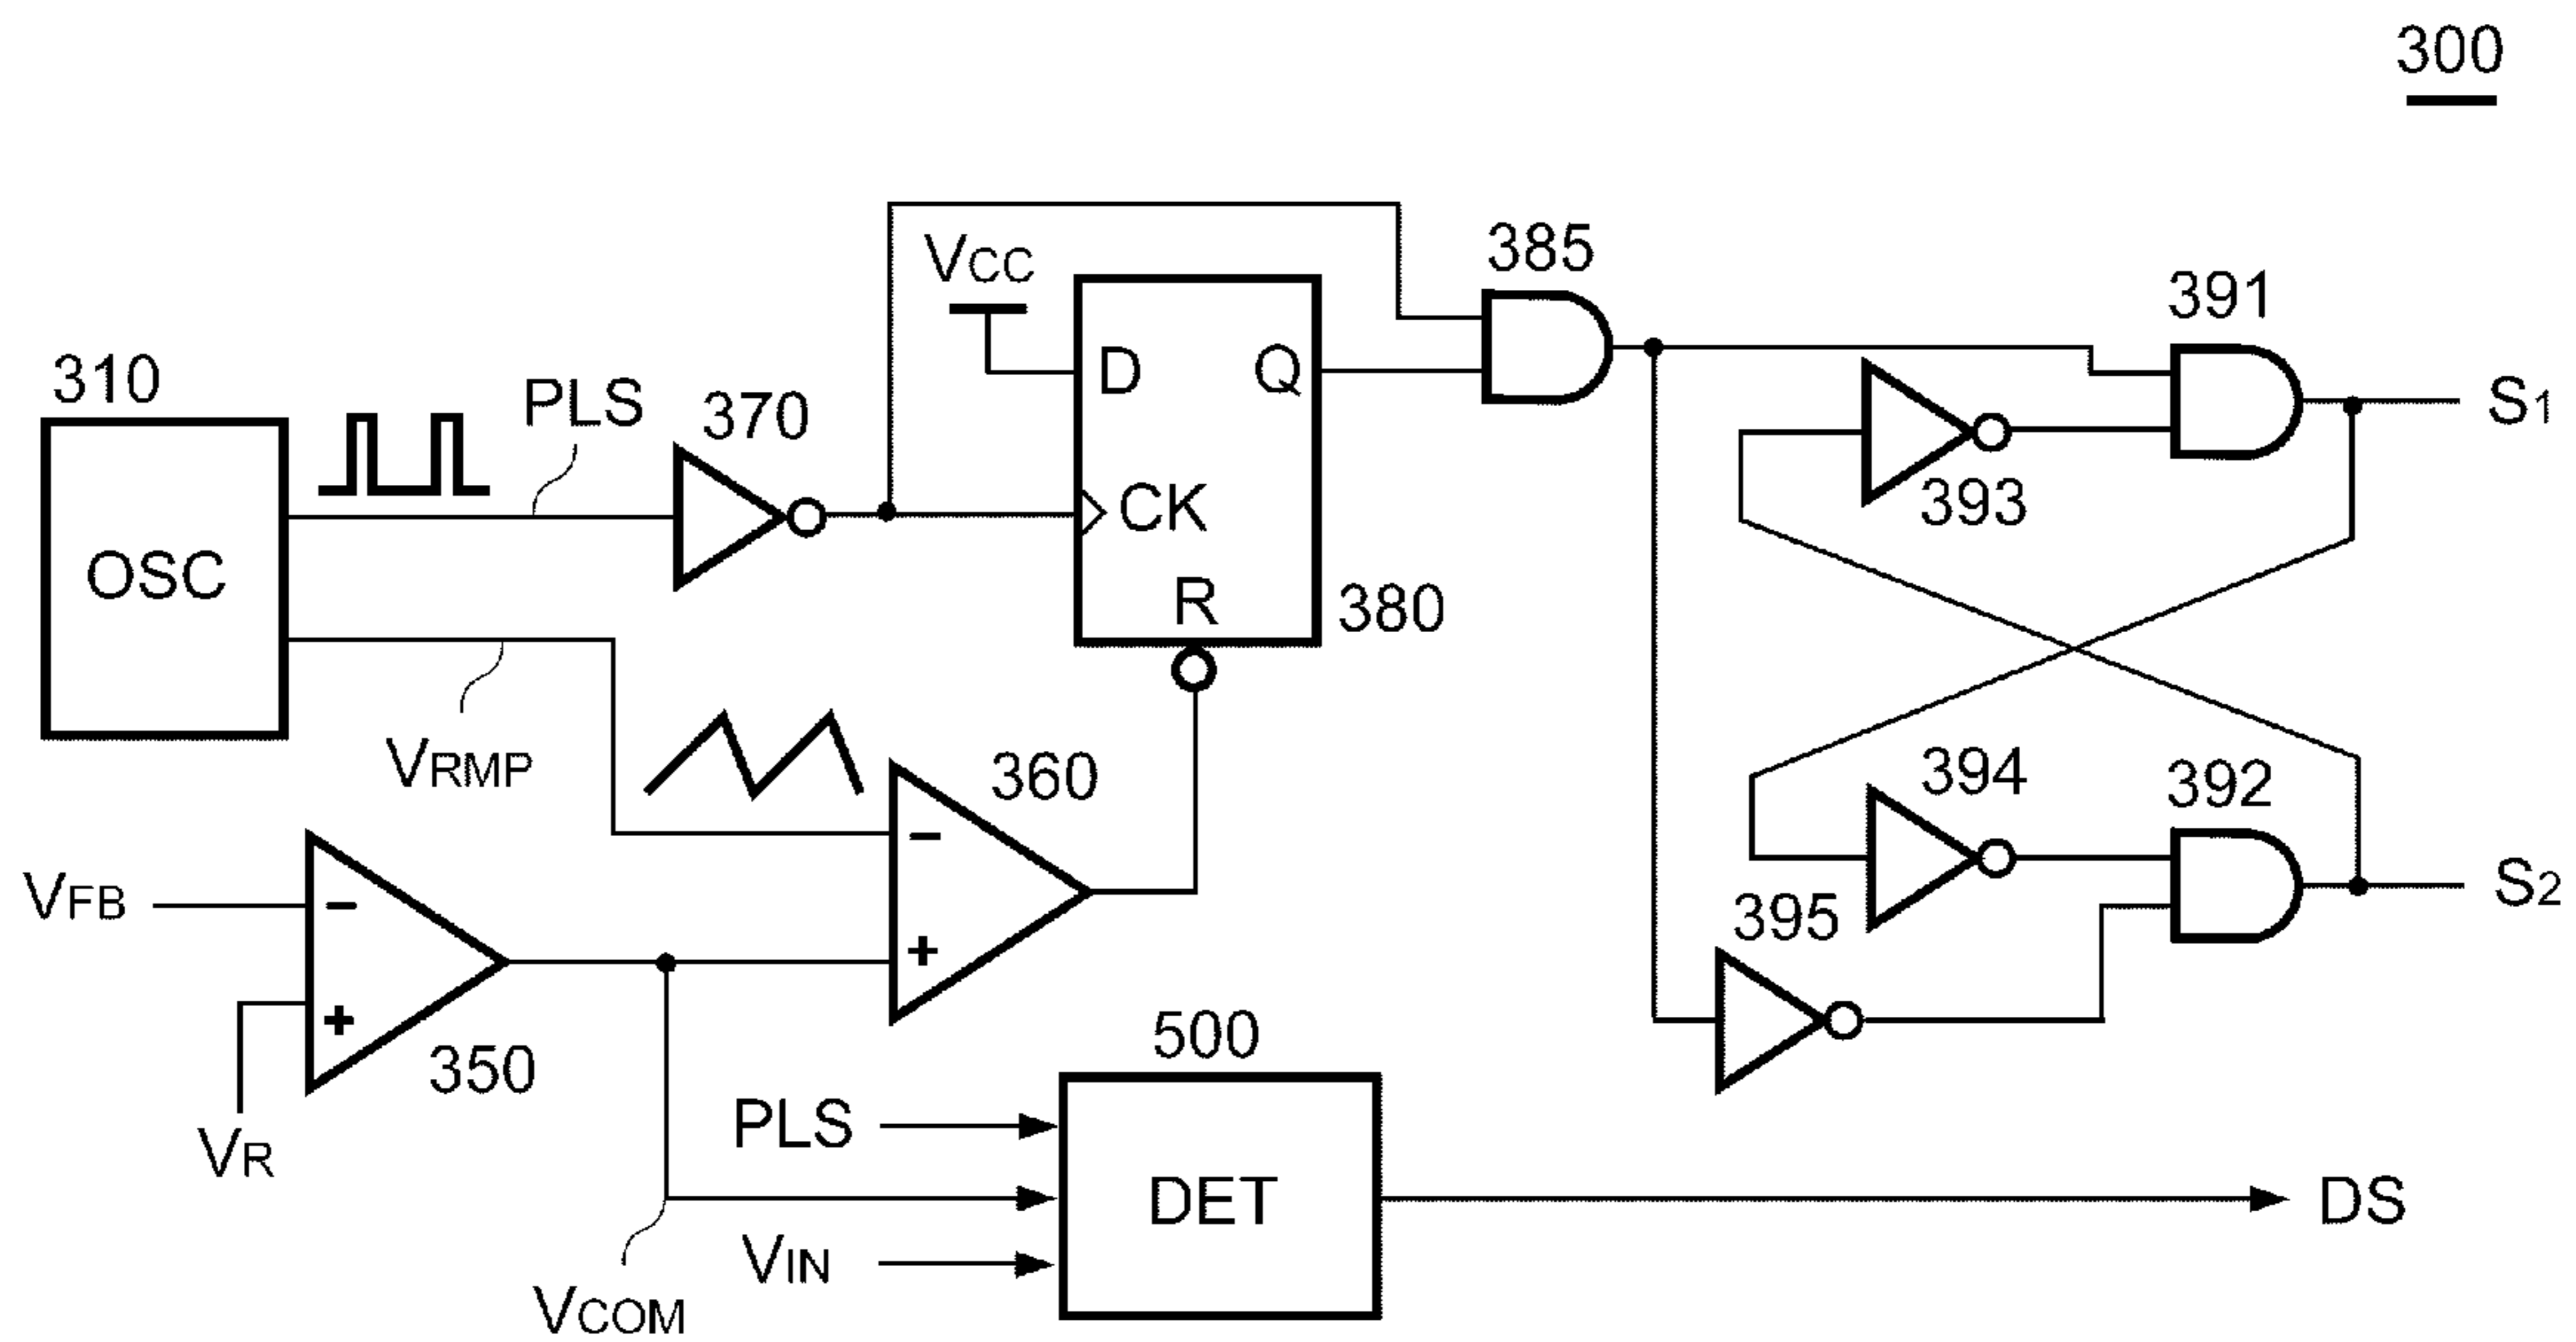 300
385
VCC
391
310
PLS
370
D
Q
S1
CK
393
OSC
R
380
VRMP
360
394
392
−
VFB
−
395
S2
+
+
350
500
PLS
VR
DET
DS
VIN
VCOM